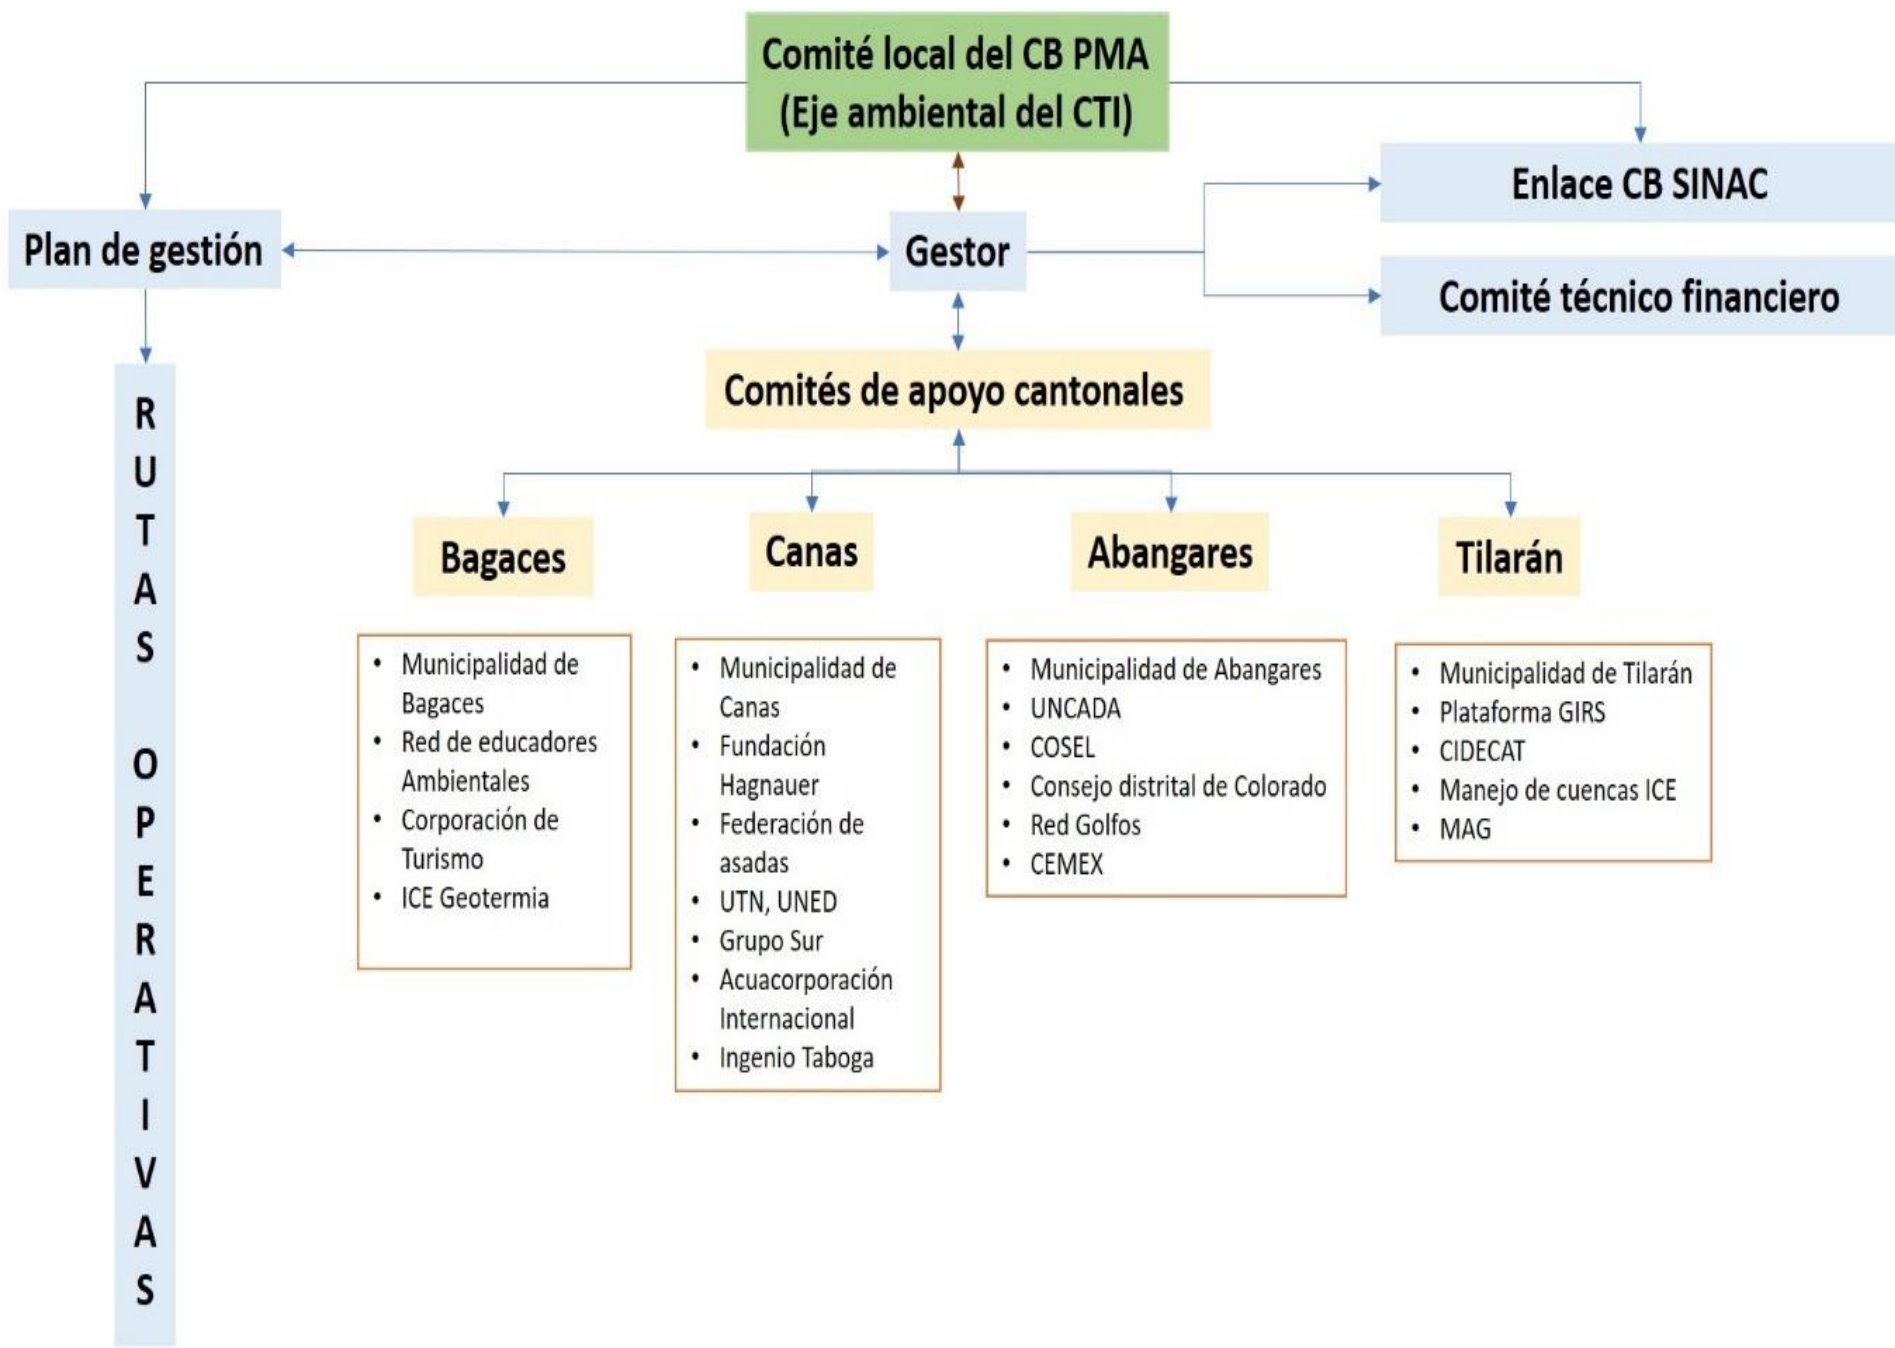 Comité local del CB PMA
(Eje ambiental del CTI)
Enlace CB SINAC
Plan de gestión
Gestor
Comité técnico financiero
Comités de apoyo cantonales
R
U
T
A
S
O
P
E
R
A
T
I
V
A
S
Bagaces
• Municipalidad de
Bagaces
• Red de educadores
Ambientales
• Corporación de
Turismo
• ICE Geotermia
Canas
• Municipalidad de
Canas
• Fundación
Hagnauer
• Federación de
asadas
• UTN, UNED
• Grupo Sur
• Acuacorporación
Internacional
• Ingenio Taboga
Abangares
• Municipalidad de Abangares
• UNCADA
• COSEL
• Consejo distrital de Colorado
• Red Golfos
• CEMEX
Tilarán
• Municipalidad de Tilarán
• Plataforma GIRS
• CIDECAT
• Manejo de cuencas ICE
• MAG